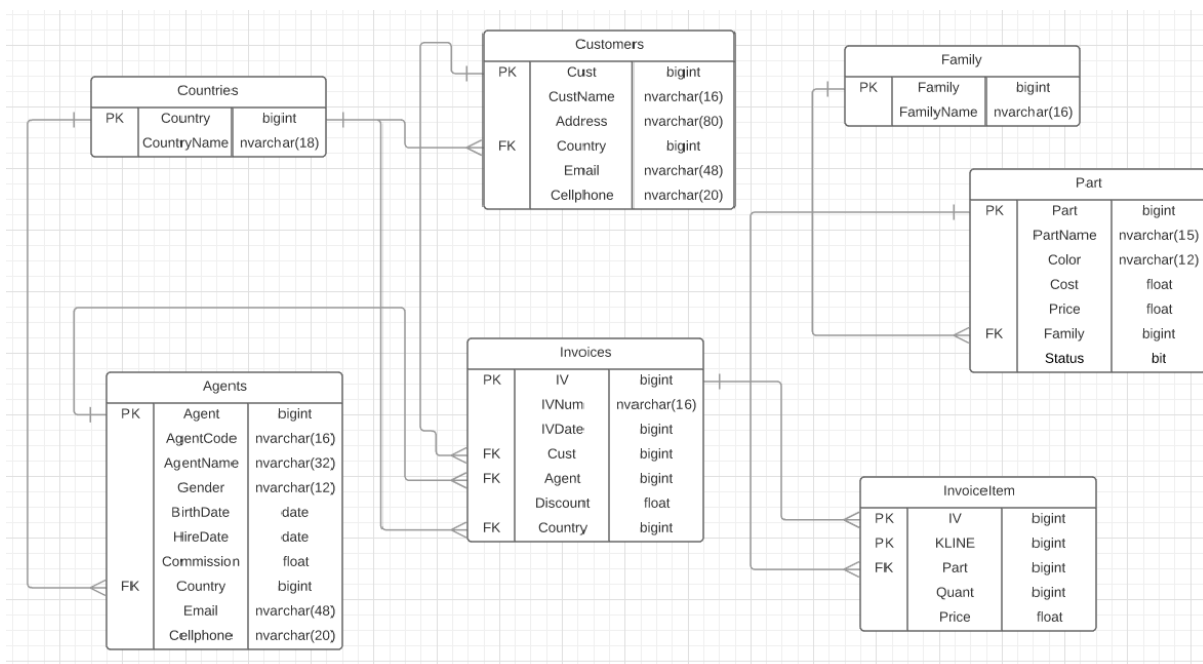 Countries
PK Country bigint
CountryName nvarchar(18)
Customers
PK Cust bigint
CustName nvarchar(16)
Address nvarchar(80)
FK Country bigint
Email nvarchar(48)
Cellphone nvarchar(20)
Family
PK Family bigint
FamilyName nvarchar(16)
Part
PK Part bigint
PartName nvarchar(15)
Color nvarchar(12)
Cost float
Price float
FK Family bigint
Status bit
Agents
PK Agent bigint
AgentCode nvarchar(16)
AgentName nvarchar(32)
Gender nvarchar(12)
BirthDate date
HireDate date
Commission float
FK Country bigint
Email nvarchar(48)
Cellphone nvarchar(20)
Invoices
PK IV bigint
IVNum nvarchar(16)
IVDate bigint
FK Cust bigint
FK Agent bigint
Discount float
FK Country bigint
InvoiceItem
PK IV bigint
PK KLINE bigint
FK Part bigint
Quant bigint
Price float